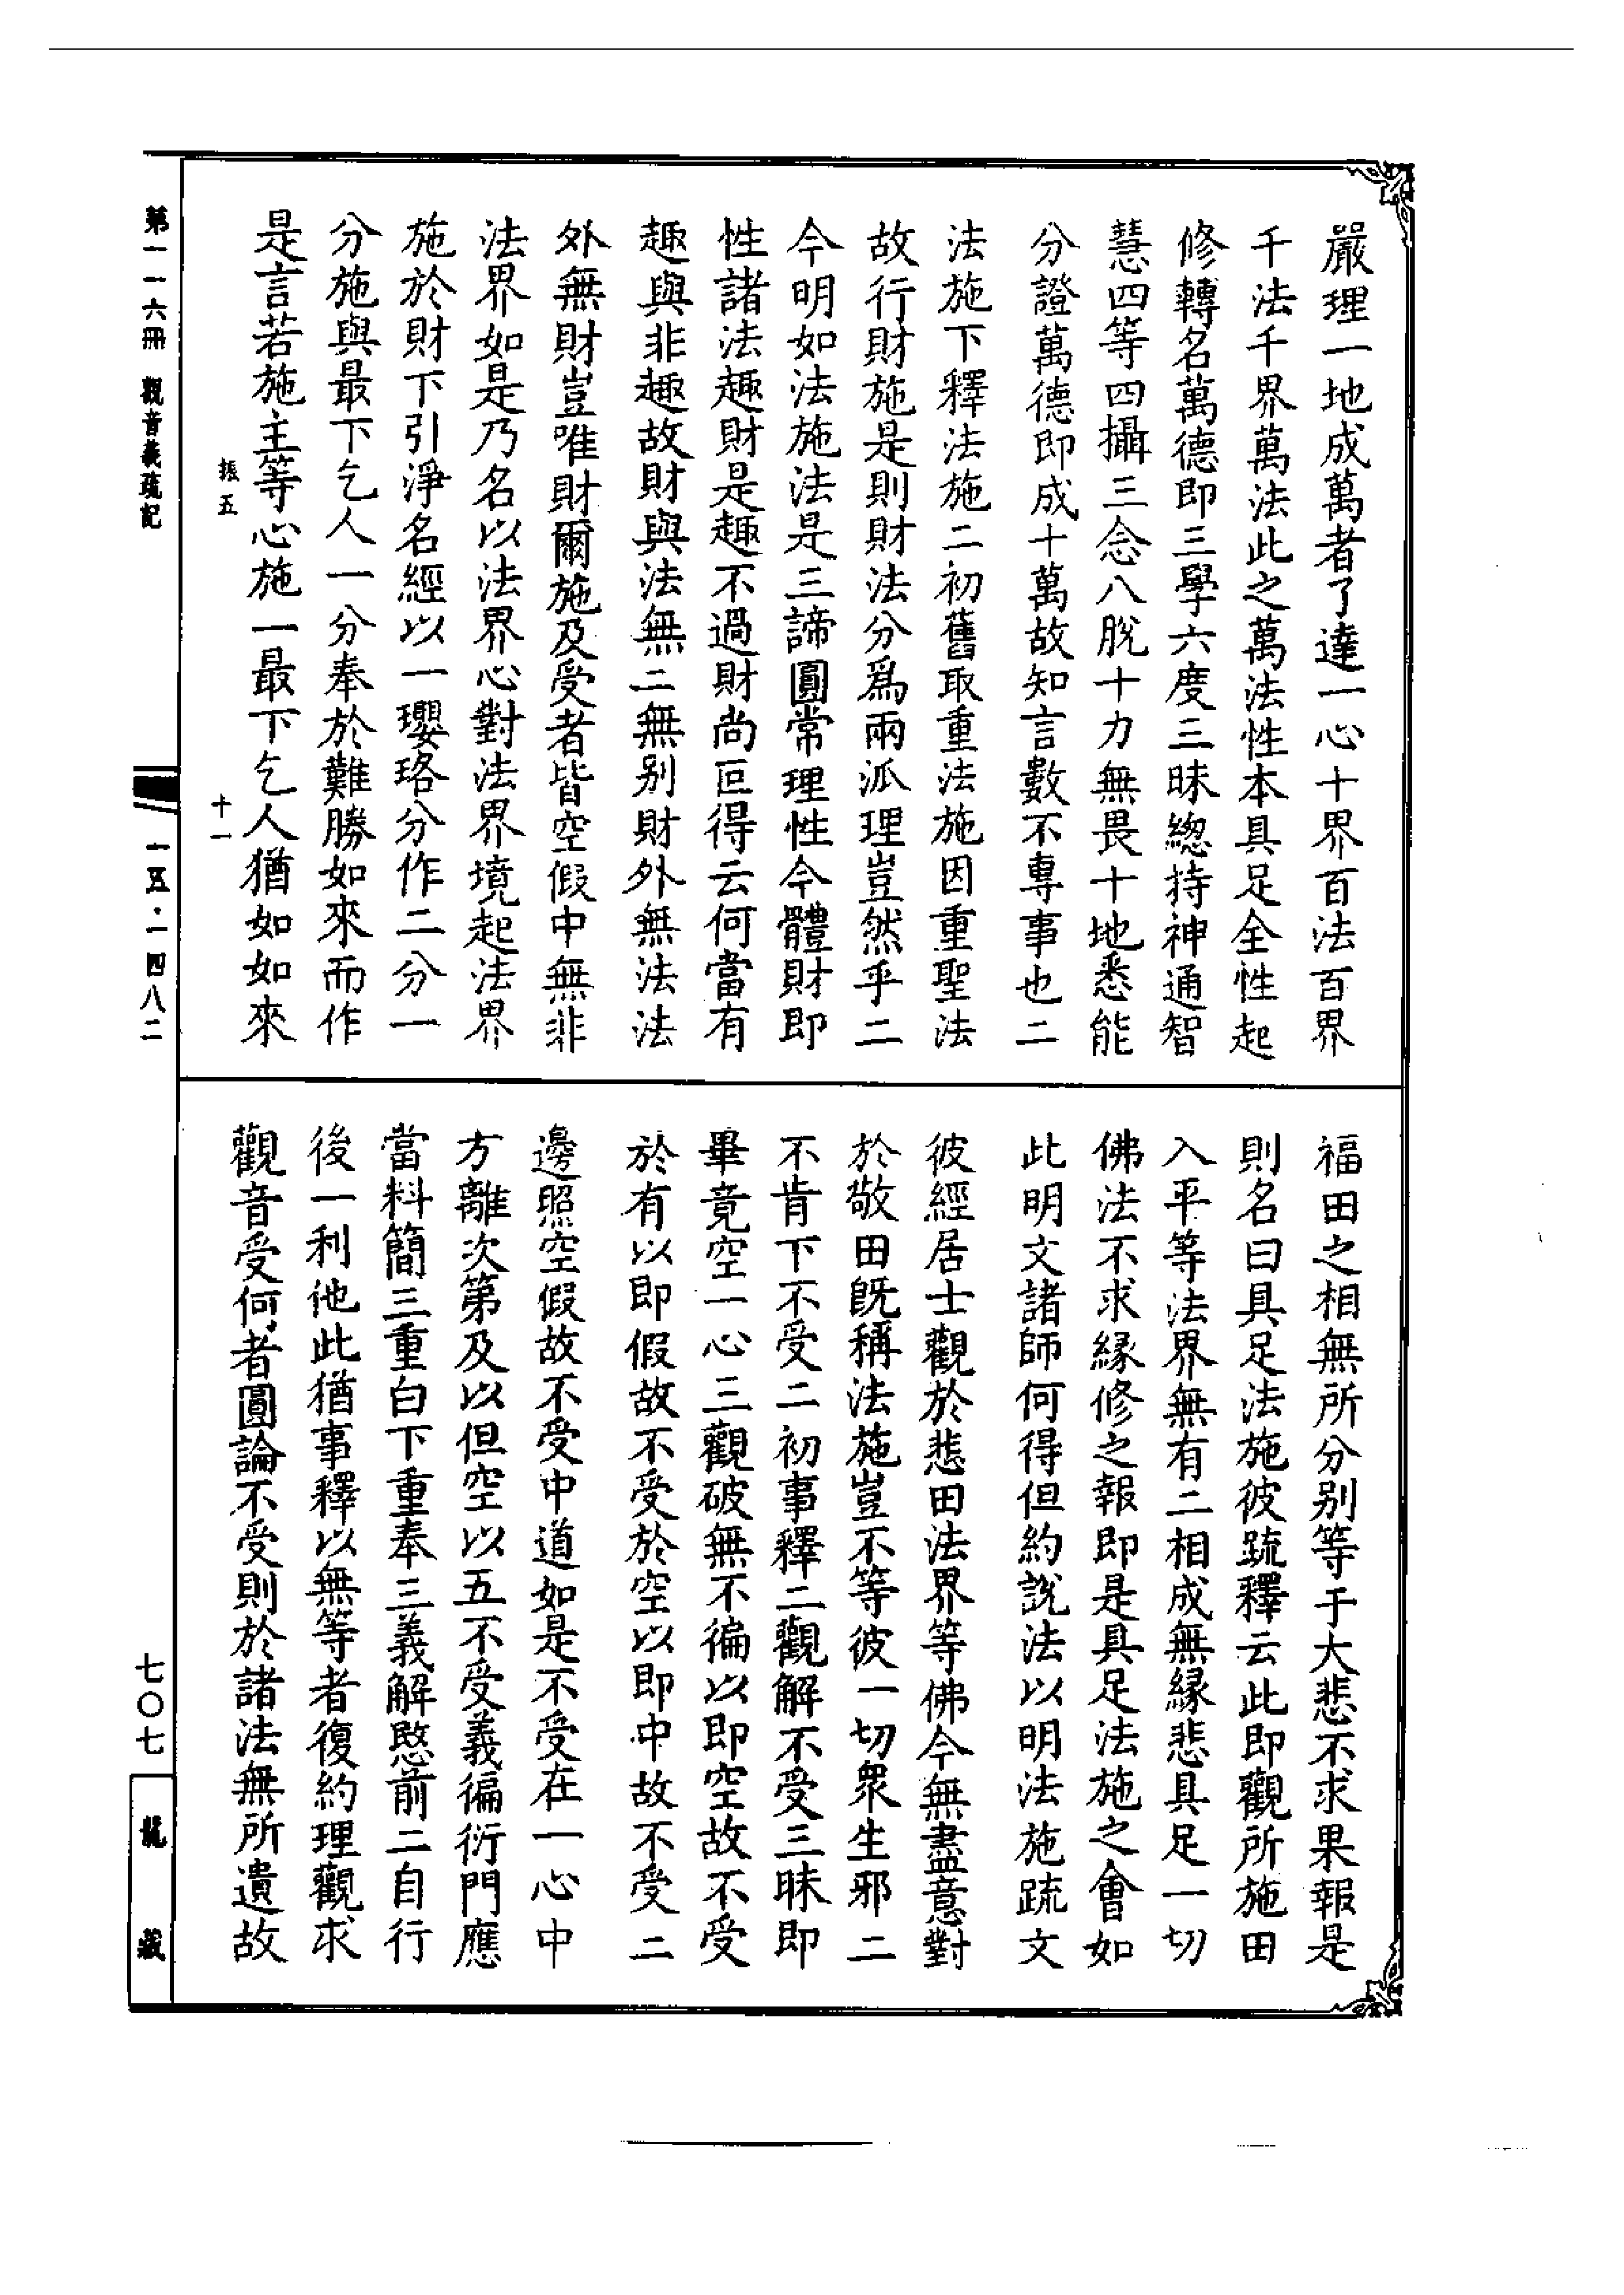 嚴理一地成萬者了達一心十界百法百界
千法千界萬法此之萬法性本具足全性起
修轉名萬德即三學六度三昧緫持神通智
慧四等四攝三念八脫十力無畏十地悉能
分證萬德即成十萬故知言數不專事也二
法施下釋法施二初舊取重法施因重聖法
故行財施是則財法分爲兩派理豈然乎二
今明如法施法是三諦圓常理性今體財即
性諸法趣財是趣不過財尚叵得云何當有
趣與非趣故財與法無二無別財外無法法
外無財豈唯財爾施及受者皆空假中無非
法界如是乃名以法界心對法界境起法界
施於財下引淨名經以一瓔珞分作二分一
分施與最下乞人一分奉於難勝如來而作
是言若施主等心施一最下乞人猶如如來
振五
十一
福田之相無所分別等于大悲不求果報是
則名曰具足法施彼疏釋云此即觀所施田
入平等法界無有二相成無緣悲具足一切
佛法不求緣修之報即是具足法施之會如
此明文諸師何得但約說法以明法施疏文
彼經居士觀於悲田法界等佛今無盡意對
於敬田旣稱法施豈不等彼一切衆生邪二
不肯下不受二初事釋二觀解不受三昧即
畢竟空一心三觀破無不徧以即空故不受
於有以即假故不受於空以即中故不受二
邊照空假故不受中道如是不受在一心中
方離次第及以但空以五不受義徧衍門應
當料簡三重白下重奉三義解愍前二自行
後一利他此猶事釋以無等者復約理觀求
觀音受何者圓論不受則於諸法無所遺故
第一一六冊 觀音義疏記
一五·一四八二
七〇七
龍藏